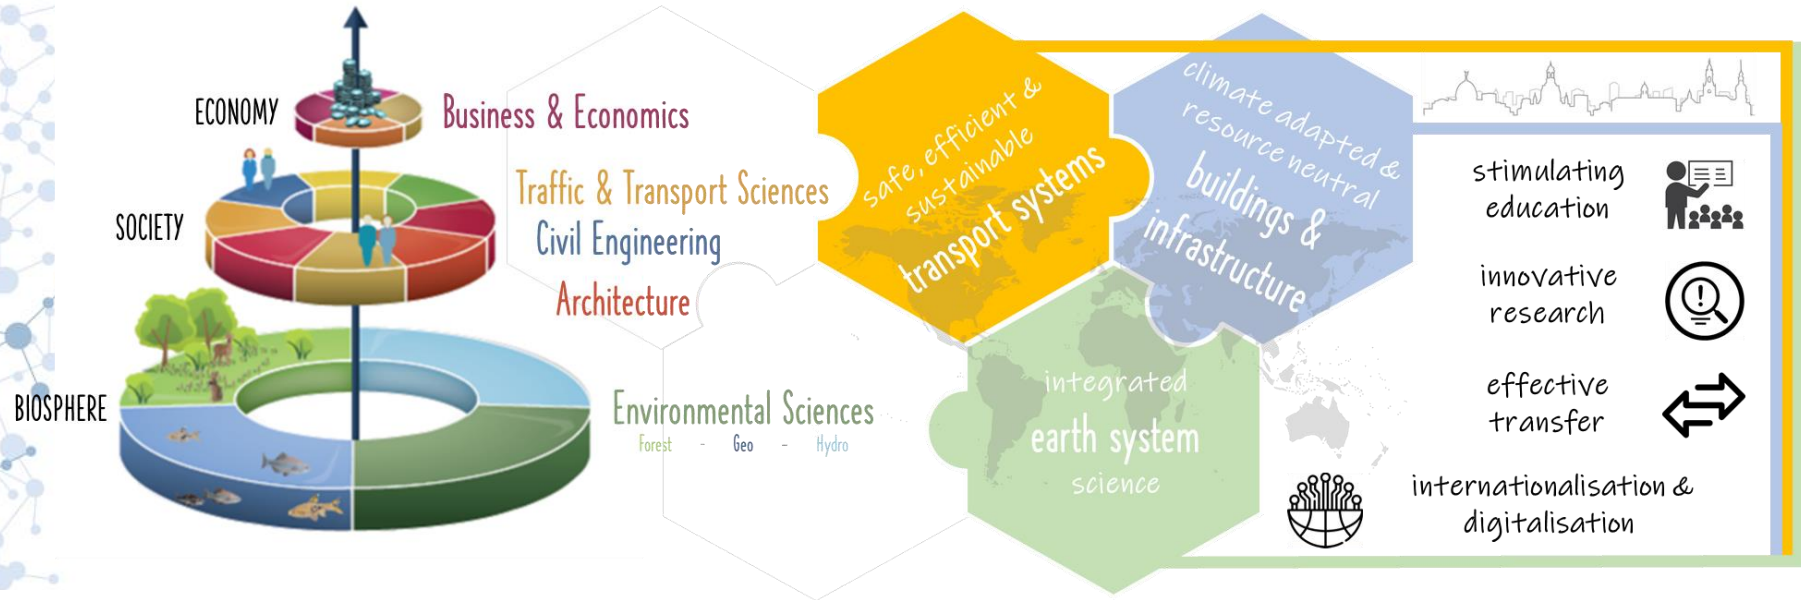 ECONOMY
Business & Economics
SOCIETY
Traffic & Transport Sciences
Civil Engineering
Architecture
BIOSPHERE
Environmental Sciences
Forest - Geo - Hydro
safe, efficient &
sustainable
transport systems
climate adapted &
resource neutral
buildings &
infrastructure
integrated
earth system
science
stimulating
education
innovative
research
effective
transfer
internationalisation &
digitalisation